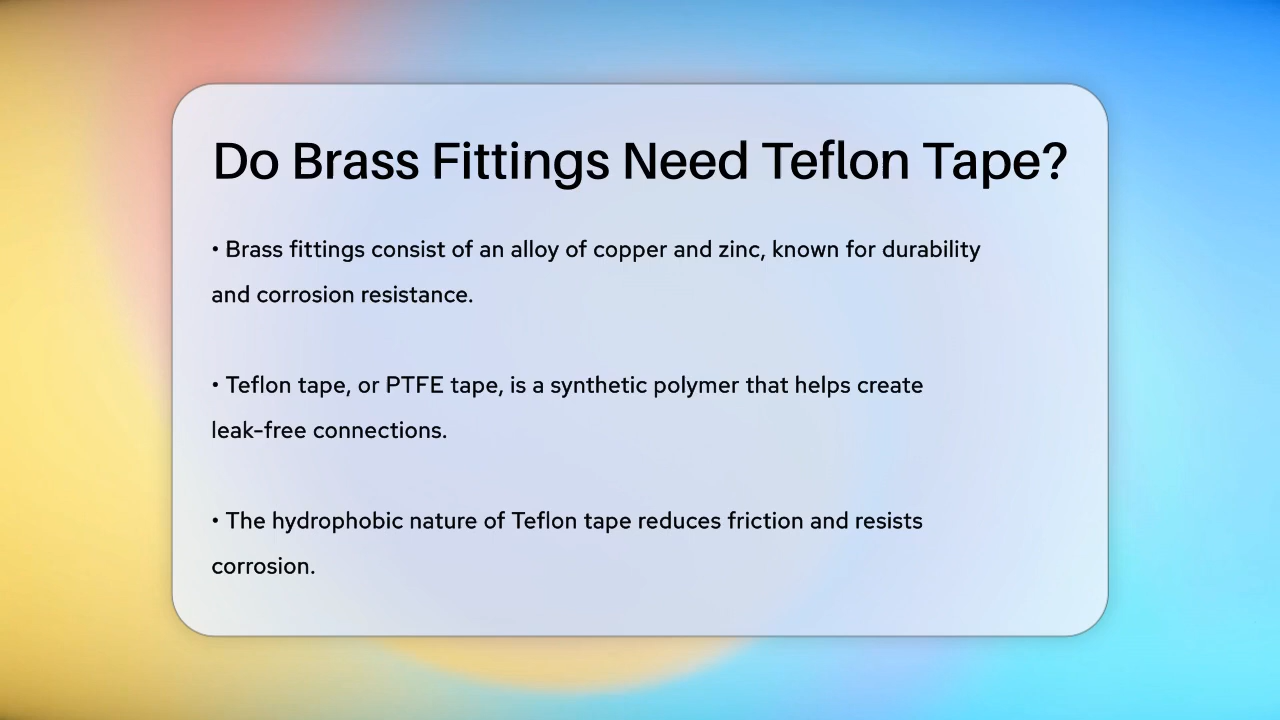 Do Brass Fittings Need Teflon Tape?
• Brass fittings consist of an alloy of copper and zinc, known for durability
and corrosion resistance.
• Teflon tape, or PTFE tape, is a synthetic polymer that helps create
leak-free connections.
• The hydrophobic nature of Teflon tape reduces friction and resists
corrosion.